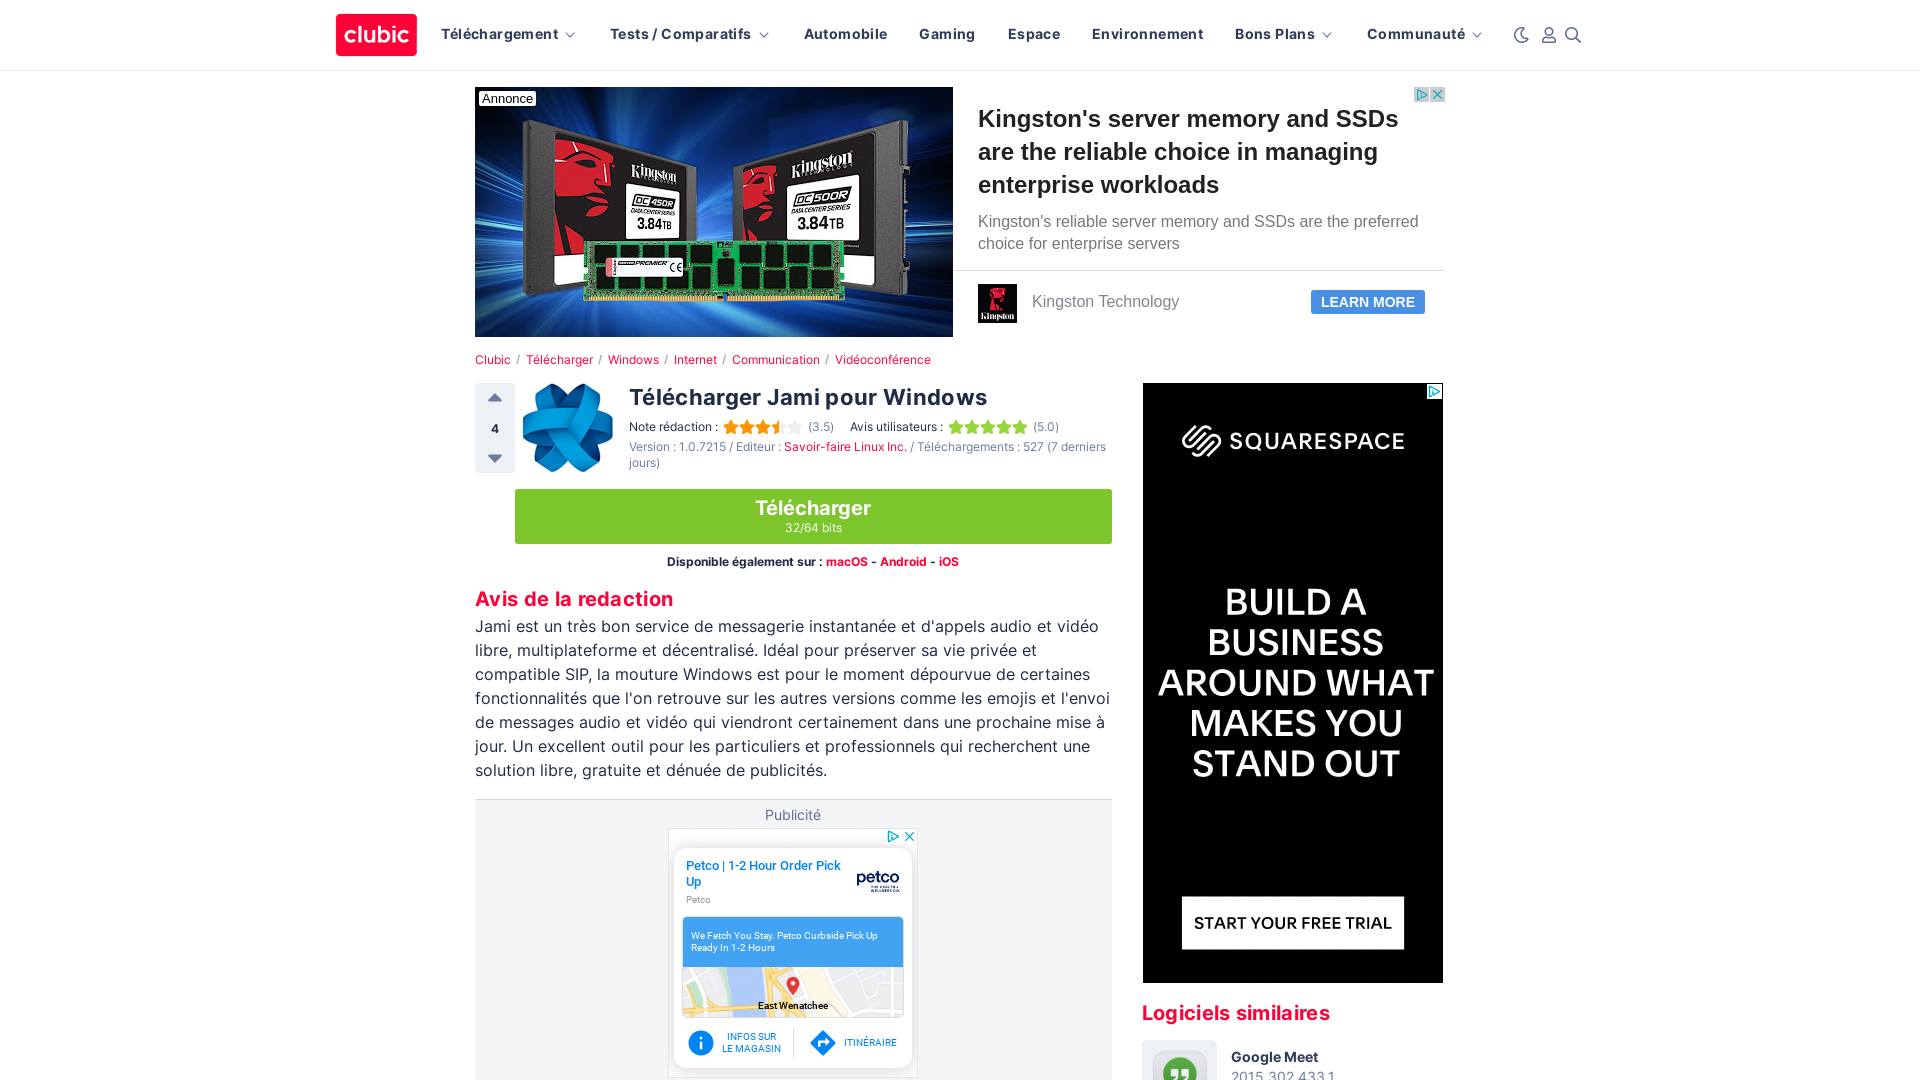 clubic
Téléchargement
Tests / Comparatifs
Automobile
Gaming
Espace
Environnement
Bons Plans
Communauté
Annonce
Kingston
TECHNOLOGY
DC450R
DATA CENTER SERIES
3.84TB
Kingston
TECHNOLOGY
DC500R
DATA CENTER SERIES
3.84TB
SERVER PREMIER
Kingston's server memory and SSDs
are the reliable choice in managing
enterprise workloads
Kingston's reliable server memory and SSDs are the preferred
choice for enterprise servers
Kingston
Kingston Technology
LEARN MORE
Clubic / Télécharger / Windows / Internet / Communication / Vidéoconférence
4
Télécharger Jami pour Windows
Note rédaction : (3.5) Avis utilisateurs : (5.0)
Version : 1.0.7215 / Editeur : Savoir-faire Linux Inc. / Téléchargements : 527 (7 derniers
jours)
Télécharger
32/64 bits
Disponible également sur : macOS - Android - iOS
Avis de la redaction
Jami est un très bon service de messagerie instantanée et d'appels audio et vidéo
libre, multiplateforme et décentralisé. Idéal pour préserver sa vie privée et
compatible SIP, la mouture Windows est pour le moment dépourvue de certaines
fonctionnalités que l'on retrouve sur les autres versions comme les emojis et l'envoi
de messages audio et vidéo qui viendront certainement dans une prochaine mise à
jour. Un excellent outil pour les particuliers et professionnels qui recherchent une
solution libre, gratuite et dénuée de publicités.
Publicité
Petco | 1-2 Hour Order Pick
Up
Petco
petco
THE HEALTH +
WELLNESS CO.
We Fetch You Stay. Petco Curbside Pick Up
Ready In 1-2 Hours
East Wenatchee
INFOS SUR
LE MAGASIN
ITINÉRAIRE
SQUARESPACE
BUILD A
BUSINESS
AROUND WHAT
MAKES YOU
STAND OUT
START YOUR FREE TRIAL
Logiciels similaires
Google Meet
2015.302.433.1